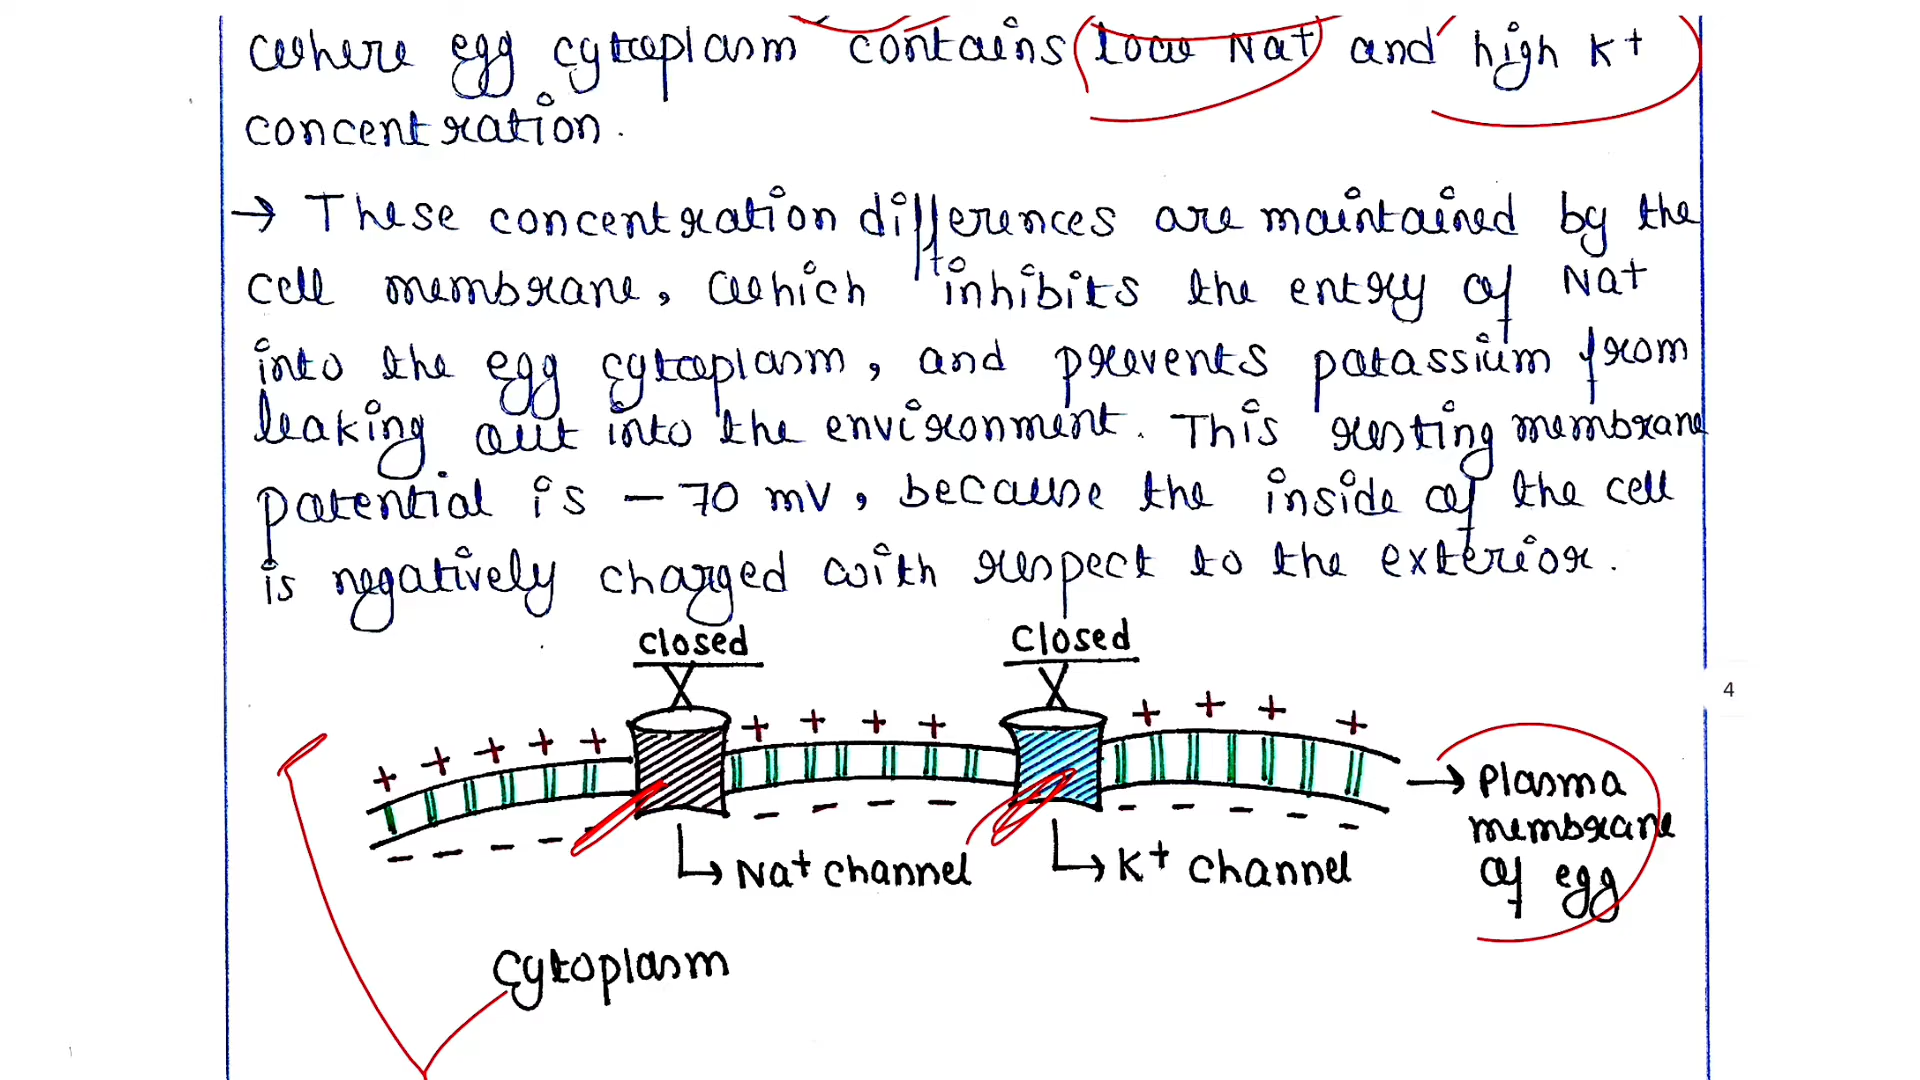 where egg cytoplasm contains low Na+ and high K+
concentration.
→ These concentration differences are maintained by the
cell membrane, which inhibits the entry of Na+
into the egg cytoplasm, and prevents potassium from
leaking out into the environment. This resting membrane
potential is - 70 mV, because the inside of the cell
is negatively charged with respect to the exterior.
Closed Closed
4
+ + + + + + + + + + + + +
→ Plasma
membrane
of egg
- - - - - - - - - - - -
↳ Na+ channel ↳ K+ channel
Cytoplasm